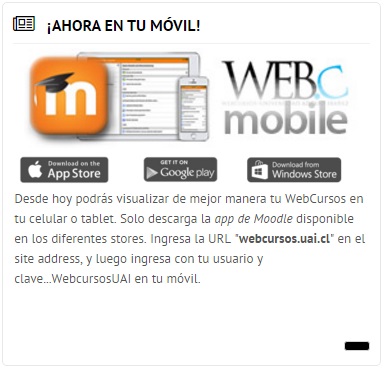 ¡AHORA EN TU MÓVIL!
m
WEBC
mobile
Download on the
App Store
GET IT ON
Google play
Download from
Windows Store
Desde hoy podrás visualizar de mejor manera tu WebCursos en
tu celular o tablet. Solo descarga la app de Moodle disponible
en los diferentes stores. Ingresa la URL "webcursos.uai.cl" en el
site address, y luego ingresa con tu usuario y
clave...WebcursosUAI en tu móvil.